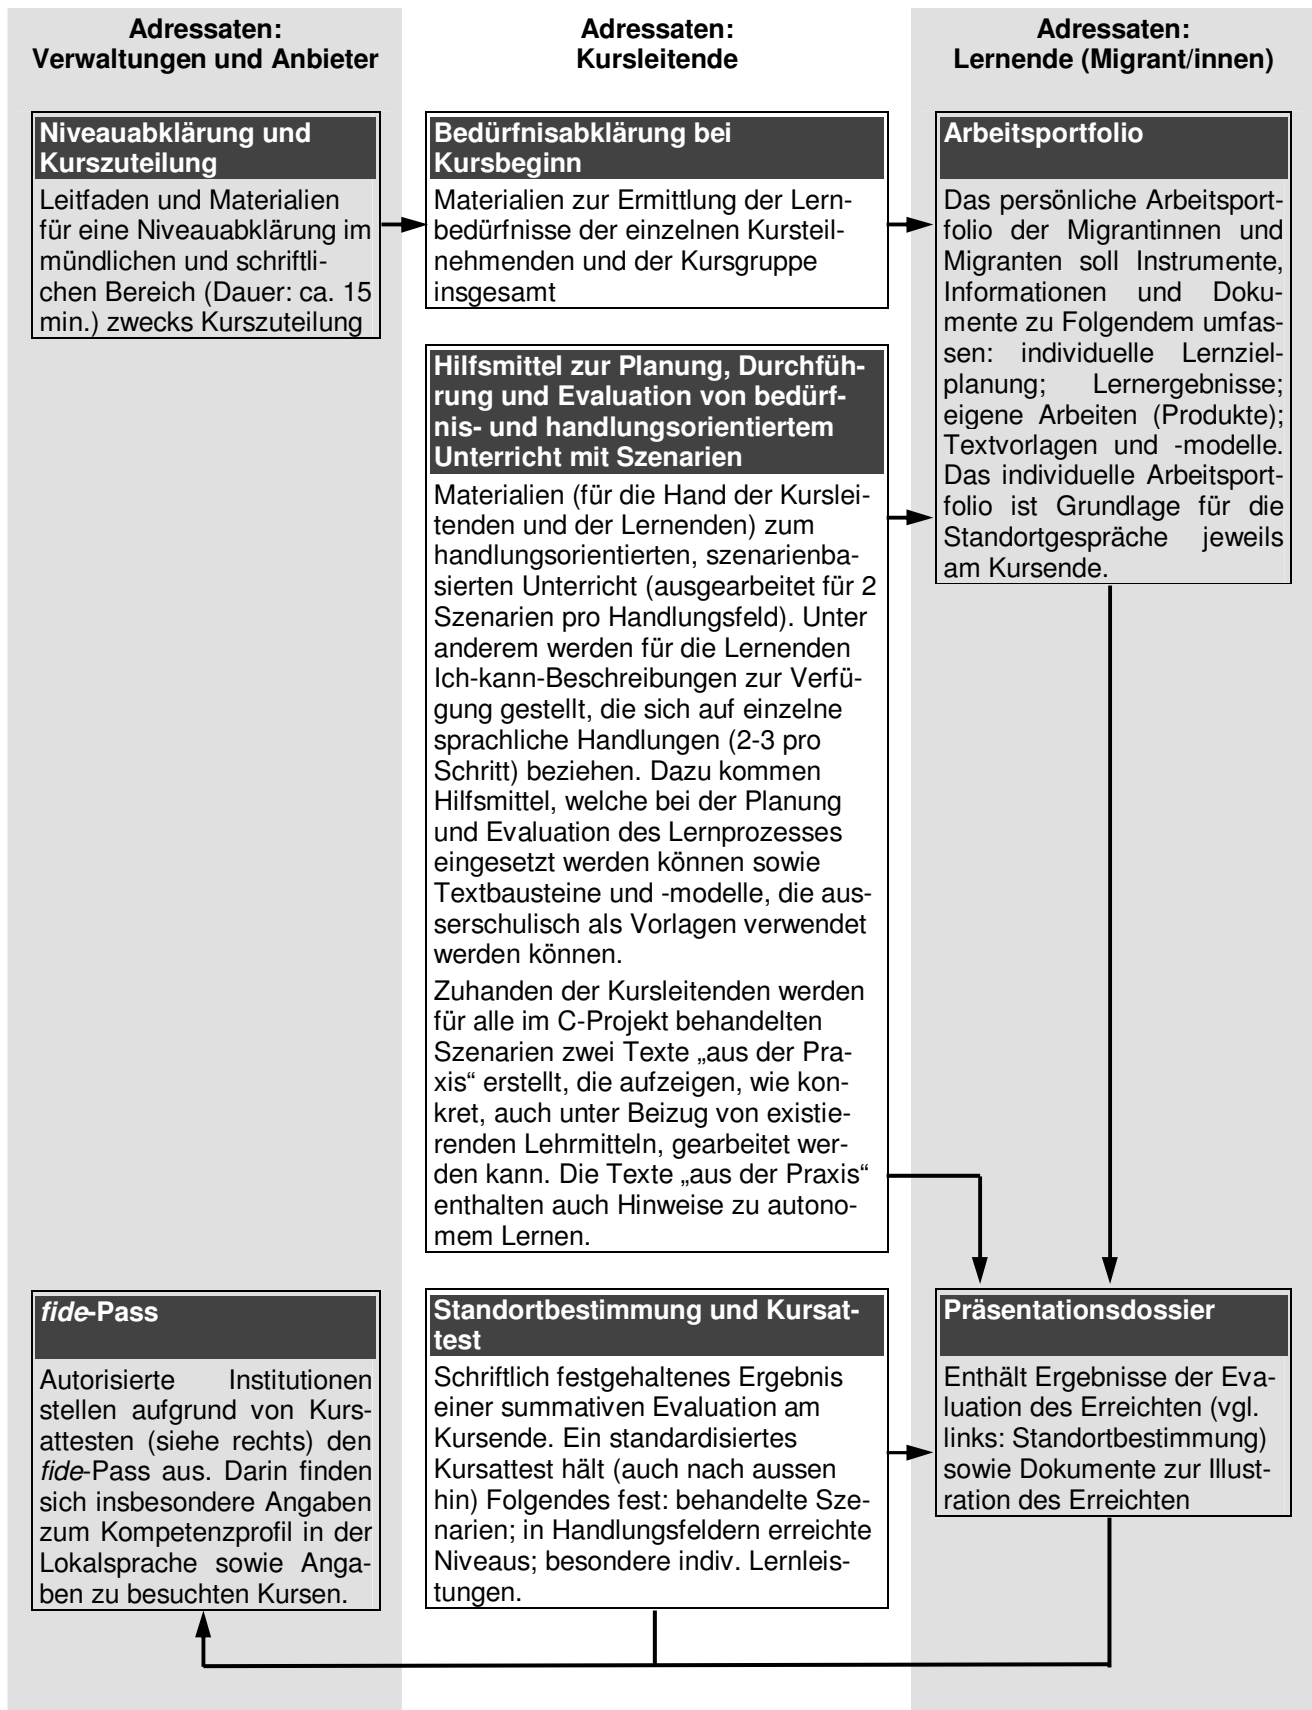 Adressaten:
Verwaltungen und Anbieter
Adressaten:
Kursleitende
Adressaten:
Lernende (Migrant/innen)
Niveauabklärung und
Kurszuteilung
Leitfaden und Materialien
für eine Niveauabklärung im
mündlichen und schriftli-
chen Bereich (Dauer: ca. 15
min.) zwecks Kurszuteilung
Bedürfnisabklärung bei
Kursbeginn
Materialien zur Ermittlung der Lern-
bedürfnisse der einzelnen Kursteil-
nehmenden und der Kursgruppe
insgesamt
Arbeitsportfolio
Das persönliche Arbeitsport-
folio der Migrantinnen und
Migranten soll Instrumente,
Informationen und Doku-
mente zu Folgendem umfas-
sen: individuelle Lernziel-
planung; Lernergebnisse;
eigene Arbeiten (Produkte);
Textvorlagen und -modelle.
Das individuelle Arbeitsport-
folio ist Grundlage für die
Standortgespräche jeweils
am Kursende.
Hilfsmittel zur Planung, Durchfüh-
rung und Evaluation von bedürf-
nis- und handlungsorientiertem
Unterricht mit Szenarien
Materialien (für die Hand der Kurslei-
tenden und der Lernenden) zum
handlungsorientierten, szenarienba-
sierten Unterricht (ausgearbeitet für 2
Szenarien pro Handlungsfeld). Unter
anderem werden für die Lernenden
Ich-kann-Beschreibungen zur Verfü-
gung gestellt, die sich auf einzelne
sprachliche Handlungen (2-3 pro
Schritt) beziehen. Dazu kommen
Hilfsmittel, welche bei der Planung
und Evaluation des Lernprozesses
eingesetzt werden können sowie
Textbausteine und -modelle, die aus-
serschulisch als Vorlagen verwendet
werden können.
Zuhanden der Kursleitenden werden
für alle im C-Projekt behandelten
Szenarien zwei Texte „aus der Pra-
xis“ erstellt, die aufzeigen, wie kon-
kret, auch unter Beizug von existie-
renden Lehrmitteln, gearbeitet wer-
den kann. Die Texte „aus der Praxis“
enthalten auch Hinweise zu autono-
mem Lernen.
fide-Pass
Autorisierte Institutionen
stellen aufgrund von Kurs-
attesten (siehe rechts) den
fide-Pass aus. Darin finden
sich insbesondere Angaben
zum Kompetenzprofil in der
Lokalsprache sowie Anga-
ben zu besuchten Kursen.
Standortbestimmung und Kursat-
test
Schriftlich festgehaltenes Ergebnis
einer summativen Evaluation am
Kursende. Ein standardisiertes
Kursattest hält (auch nach aussen
hin) Folgendes fest: behandelte Sze-
narien; in Handlungsfeldern erreichte
Niveaus; besondere indiv. Lernleis-
tungen.
Präsentationsdossier
Enthält Ergebnisse der Eva-
luation des Erreichten (vgl.
links: Standortbestimmung)
sowie Dokumente zur Illust-
ration des Erreichten